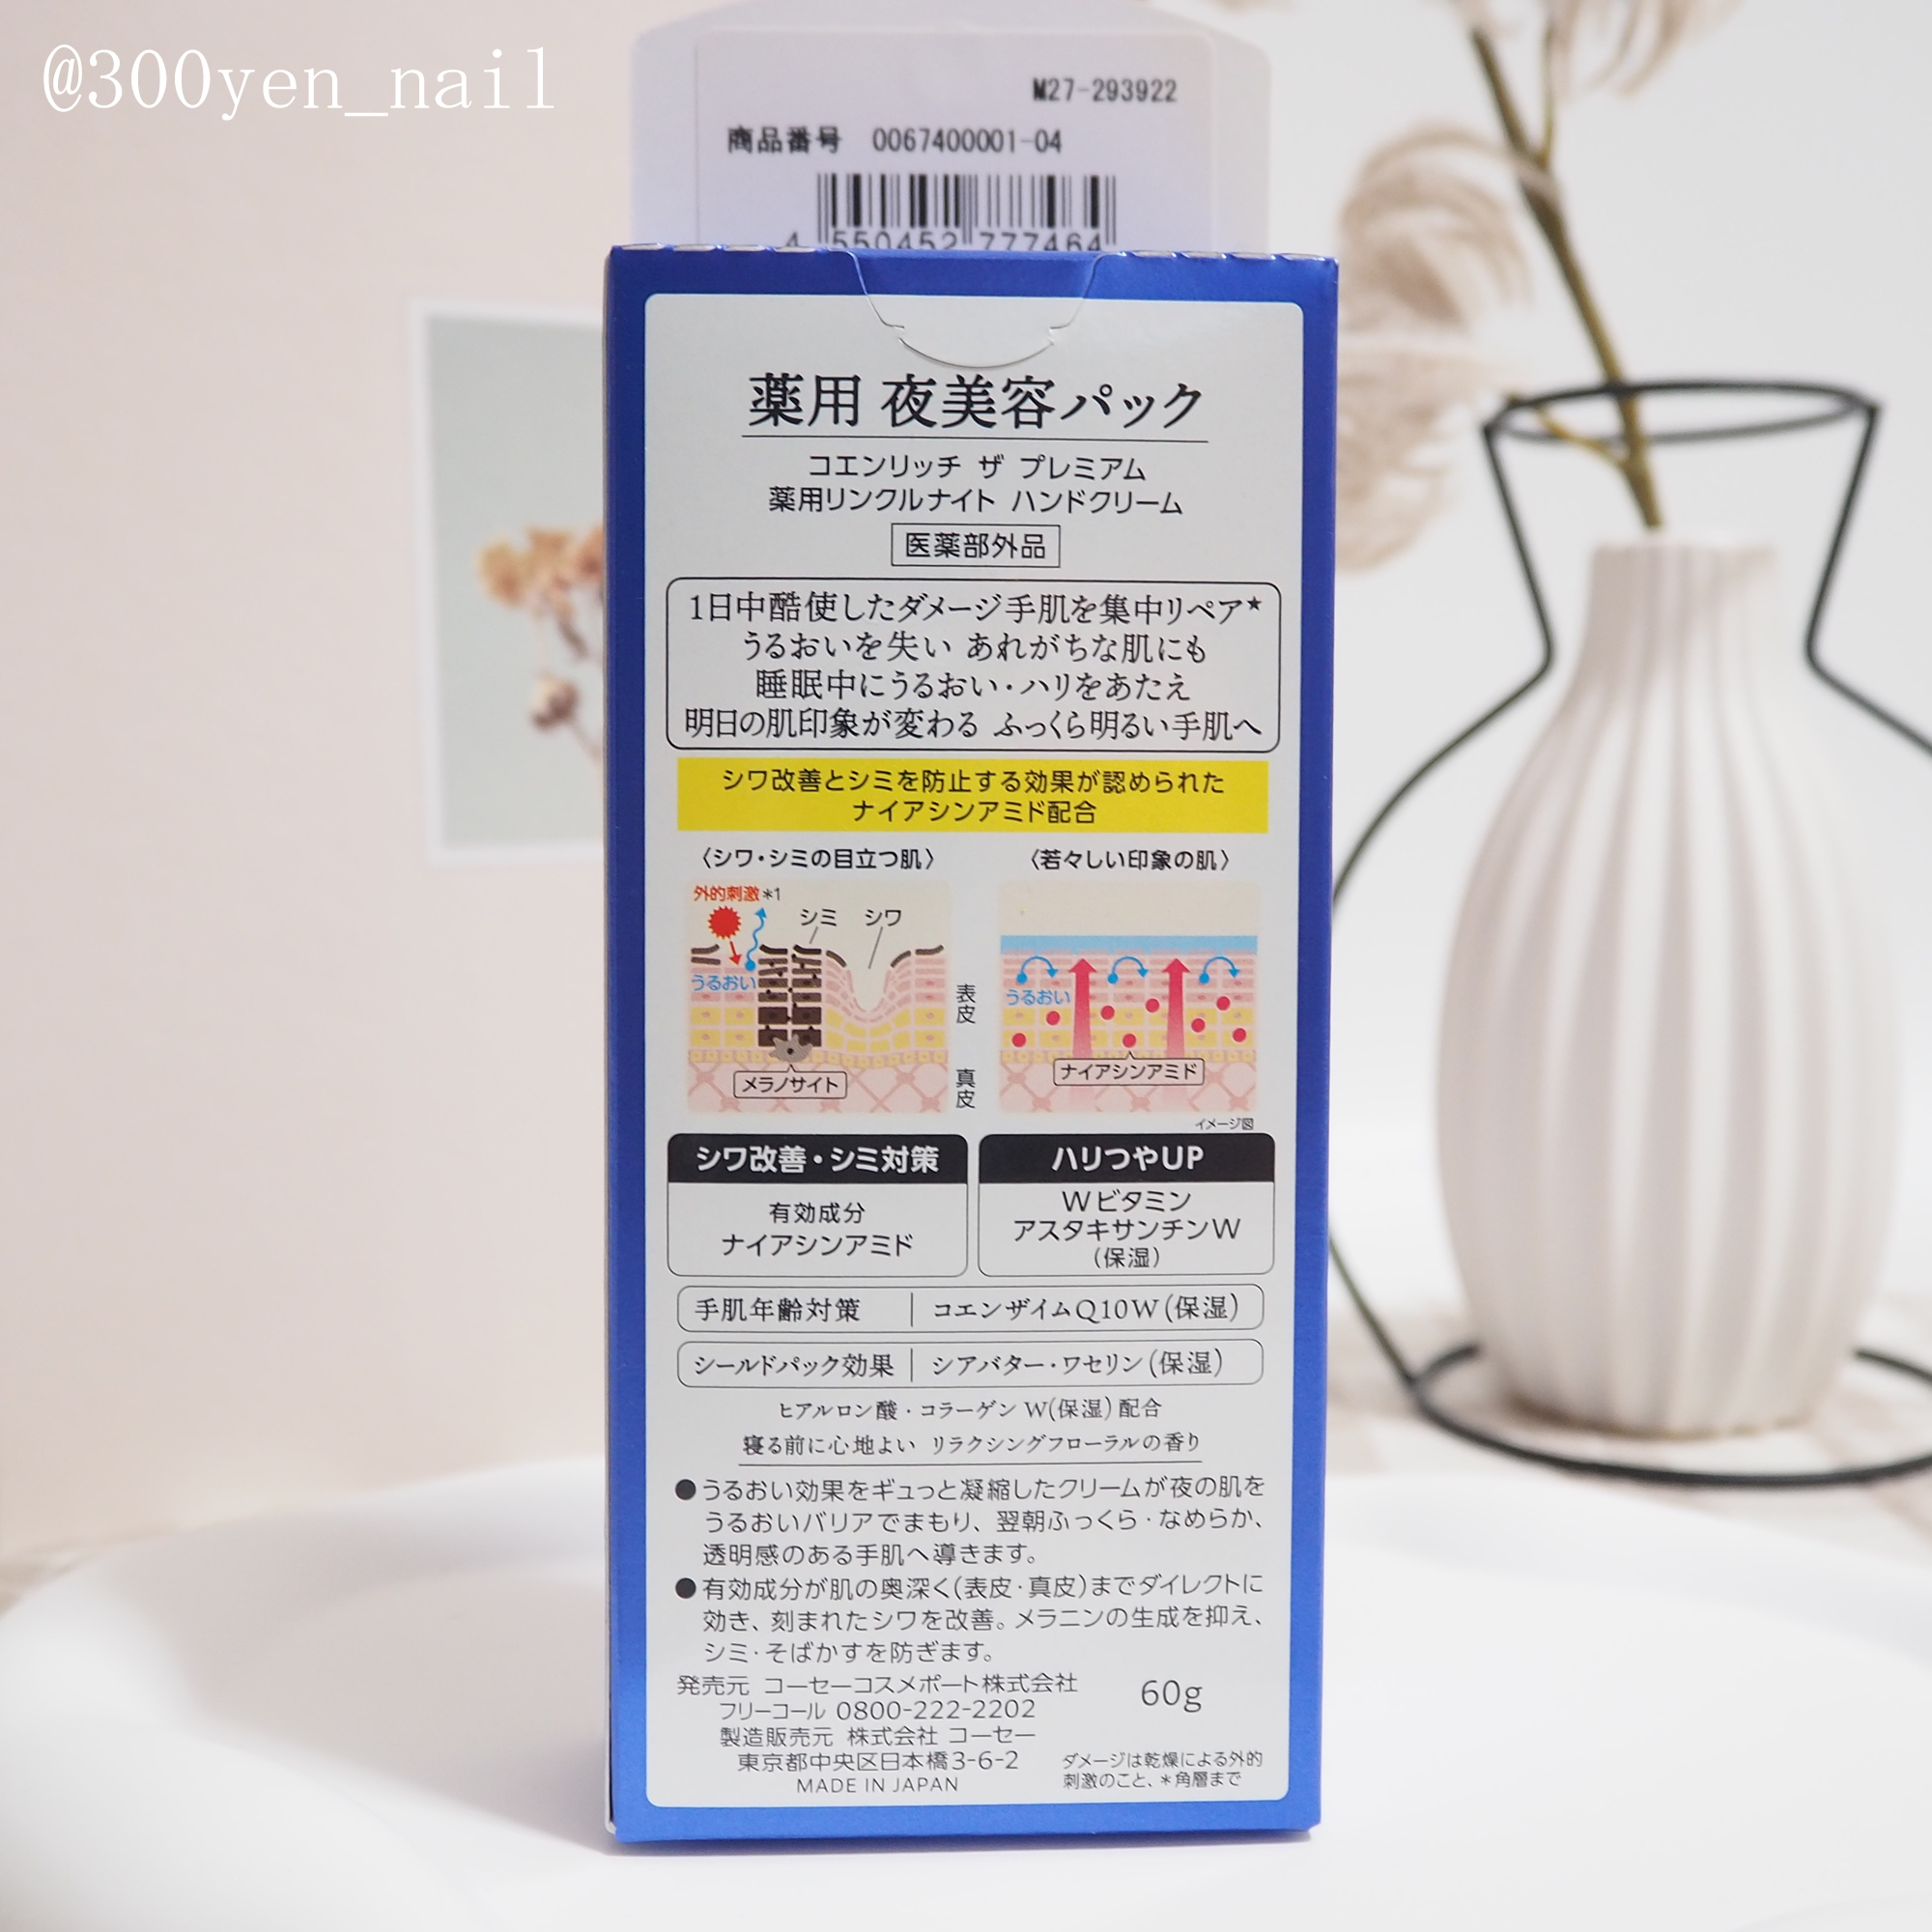 @300yen_nail
M27-293922
商品番号 0067400001-04
4 550452 777464
薬用 夜美容パック
コエンリッチ ザ プレミアム
薬用リンクルナイト ハンドクリーム
医薬部外品
1日中酷使したダメージ手肌を集中リペア★
うるおいを失い あれがちな肌にも
睡眠中にうるおい・ハリをあたえ
明日の肌印象が変わる ふっくら明るい手肌へ
シワ改善とシミを防止する効果が認められた
ナイアシンアミド配合
〈シワ・シミの目立つ肌〉
〈若々しい印象の肌〉
外的刺激*1
シミ シワ
うるおい
メラノサイト
表皮
真皮
うるおい
ナイアシンアミド
イメージ図
シワ改善・シミ対策
有効成分
ナイアシンアミド
ハリつやUP
Wビタミン
アスタキサンチンW
(保湿)
手肌年齢対策 コエンザイムQ10W(保湿)
シールドパック効果 シアバター・ワセリン(保湿)
ヒアルロン酸・コラーゲンW(保湿)配合
寝る前に心地よい リラクシングフローラルの香り
●うるおい効果をギュっと凝縮したクリームが夜の肌を
うるおいバリアでまもり、翌朝ふっくら・なめらか、
透明感のある手肌へ導きます。
●有効成分が肌の奥深く(表皮・真皮)までダイレクトに
効き、刻まれたシワを改善。メラニンの生成を抑え、
シミ・そばかすを防ぎます。
発売元 コーセーコスメポート株式会社
フリーコール 0800-222-2202
製造販売元 株式会社 コーセー
東京都中央区日本橋3-6-2
MADE IN JAPAN
60g
ダメージは乾燥による外的
刺激のこと、*角層まで